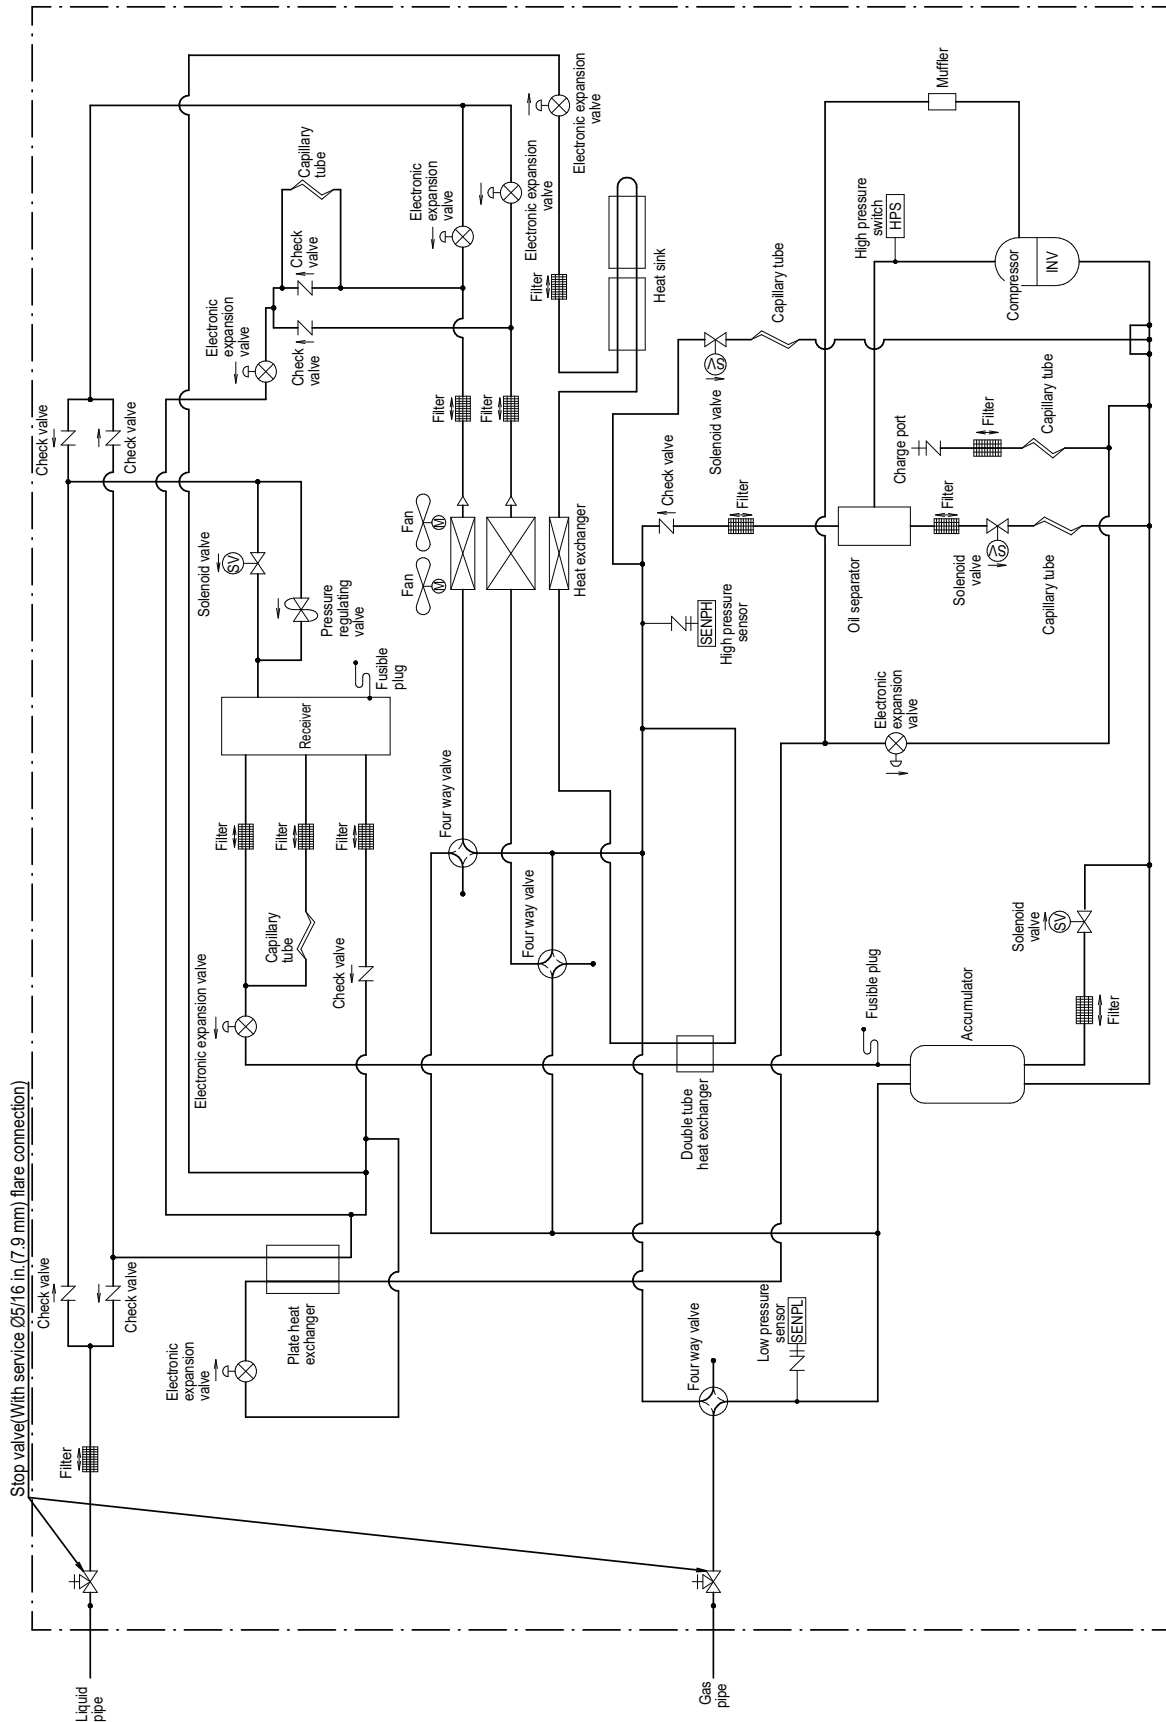 Stop valve(With service Ø5/16 in.(7.9 mm) flare connection)
Liquid
pipe
Filter
Check valve
Check valve
Check valve
Check valve
Electronic
expansion
valve
Plate heat
exchanger
Electronic expansion valve
Filter
Capillary
tube
Filter
Check valve
Filter
Receiver
Fusible
plug
Solenoid valve
SV
Pressure
regulating
valve
Electronic
expansion
valve
Check
valve
Check
valve
Capillary
tube
Fan
M
Fan
M
Filter
Filter
Electronic
expansion
valve
Electronic expansion
valve
Electronic expansion
valve
Filter
Four way valve
Four way valve
Heat exchanger
Heat sink
Gas
pipe
Four way valve
Low pressure
sensor
SENPL
Double tube
heat exchanger
SENPH
High pressure
sensor
Check valve
Filter
Solenoid valve
SV
Capillary tube
Oil separator
Fusible plug
Accumulator
Electronic
expansion
valve
Filter
Solenoid
valve
SV
Filter
Solenoid
valve
SV
Capillary tube
Charge port
Filter
Capillary tube
High pressure
switch
HPS
Compressor
INV
Muffler